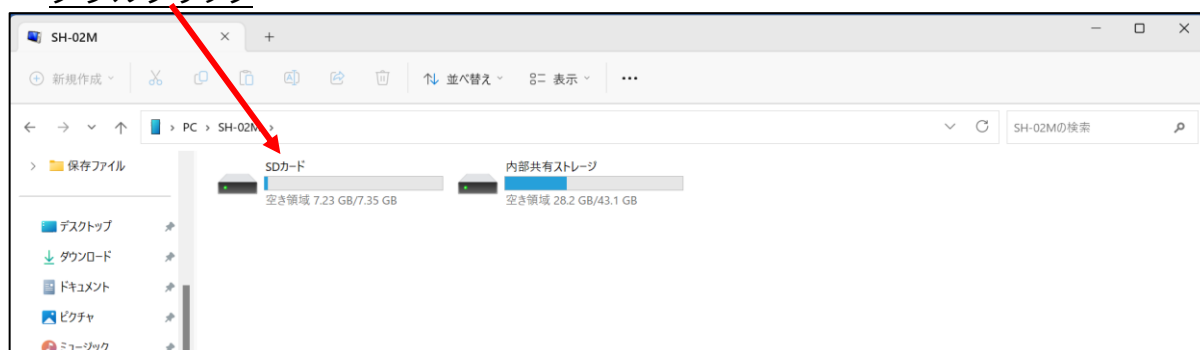 SH-02M
新規作成
並べ替え
表示
PC › SH-02M ›
SH-02Mの検索
保存ファイル
SDカード
空き領域 7.23 GB/7.35 GB
内部共有ストレージ
空き領域 28.2 GB/43.1 GB
デスクトップ
ダウンロード
ドキュメント
ピクチャ
ミュージック